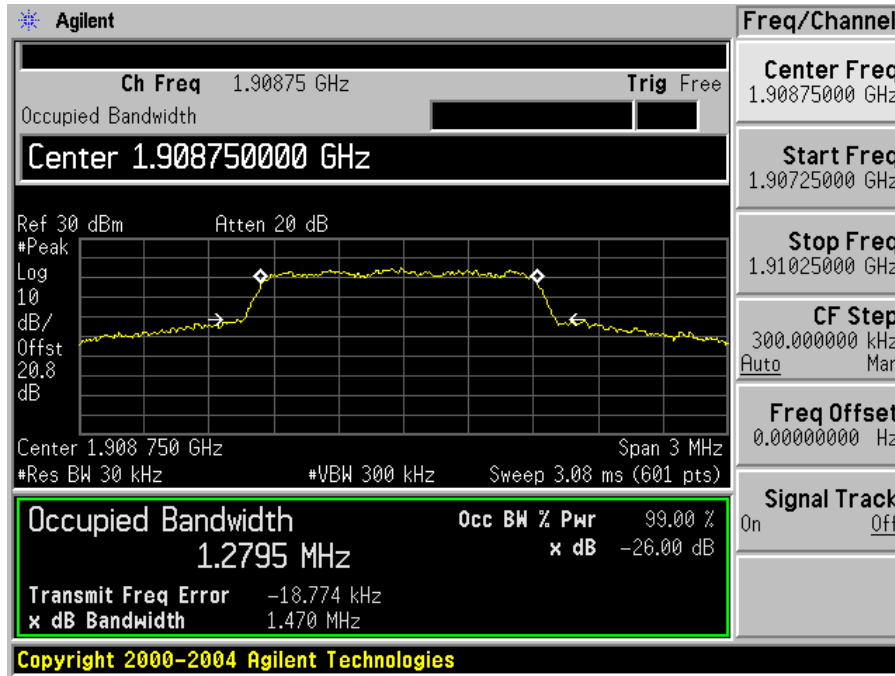 Agilent
Freq/Channel
Ch Freq 1.90875 GHz Trig Free
Occupied Bandwidth
Center 1.908750000 GHz
Ref 30 dBm Atten 20 dB
#Peak
Log
10
dB/
Offst
20.8
dB
Center 1.908 750 GHz Span 3 MHz
#Res BW 30 kHz #VBW 300 kHz Sweep 3.08 ms (601 pts)
Occupied Bandwidth Occ BW % Pwr 99.00 %
1.2795 MHz x dB -26.00 dB
Transmit Freq Error -18.774 kHz
x dB Bandwidth 1.470 MHz
Center Freq
1.90875000 GHz
Start Freq
1.90725000 GHz
Stop Freq
1.91025000 GHz
CF Step
300.000000 kHz
Auto Man
Freq Offset
0.00000000 Hz
Signal Track
On Off
Copyright 2000-2004 Agilent Technologies